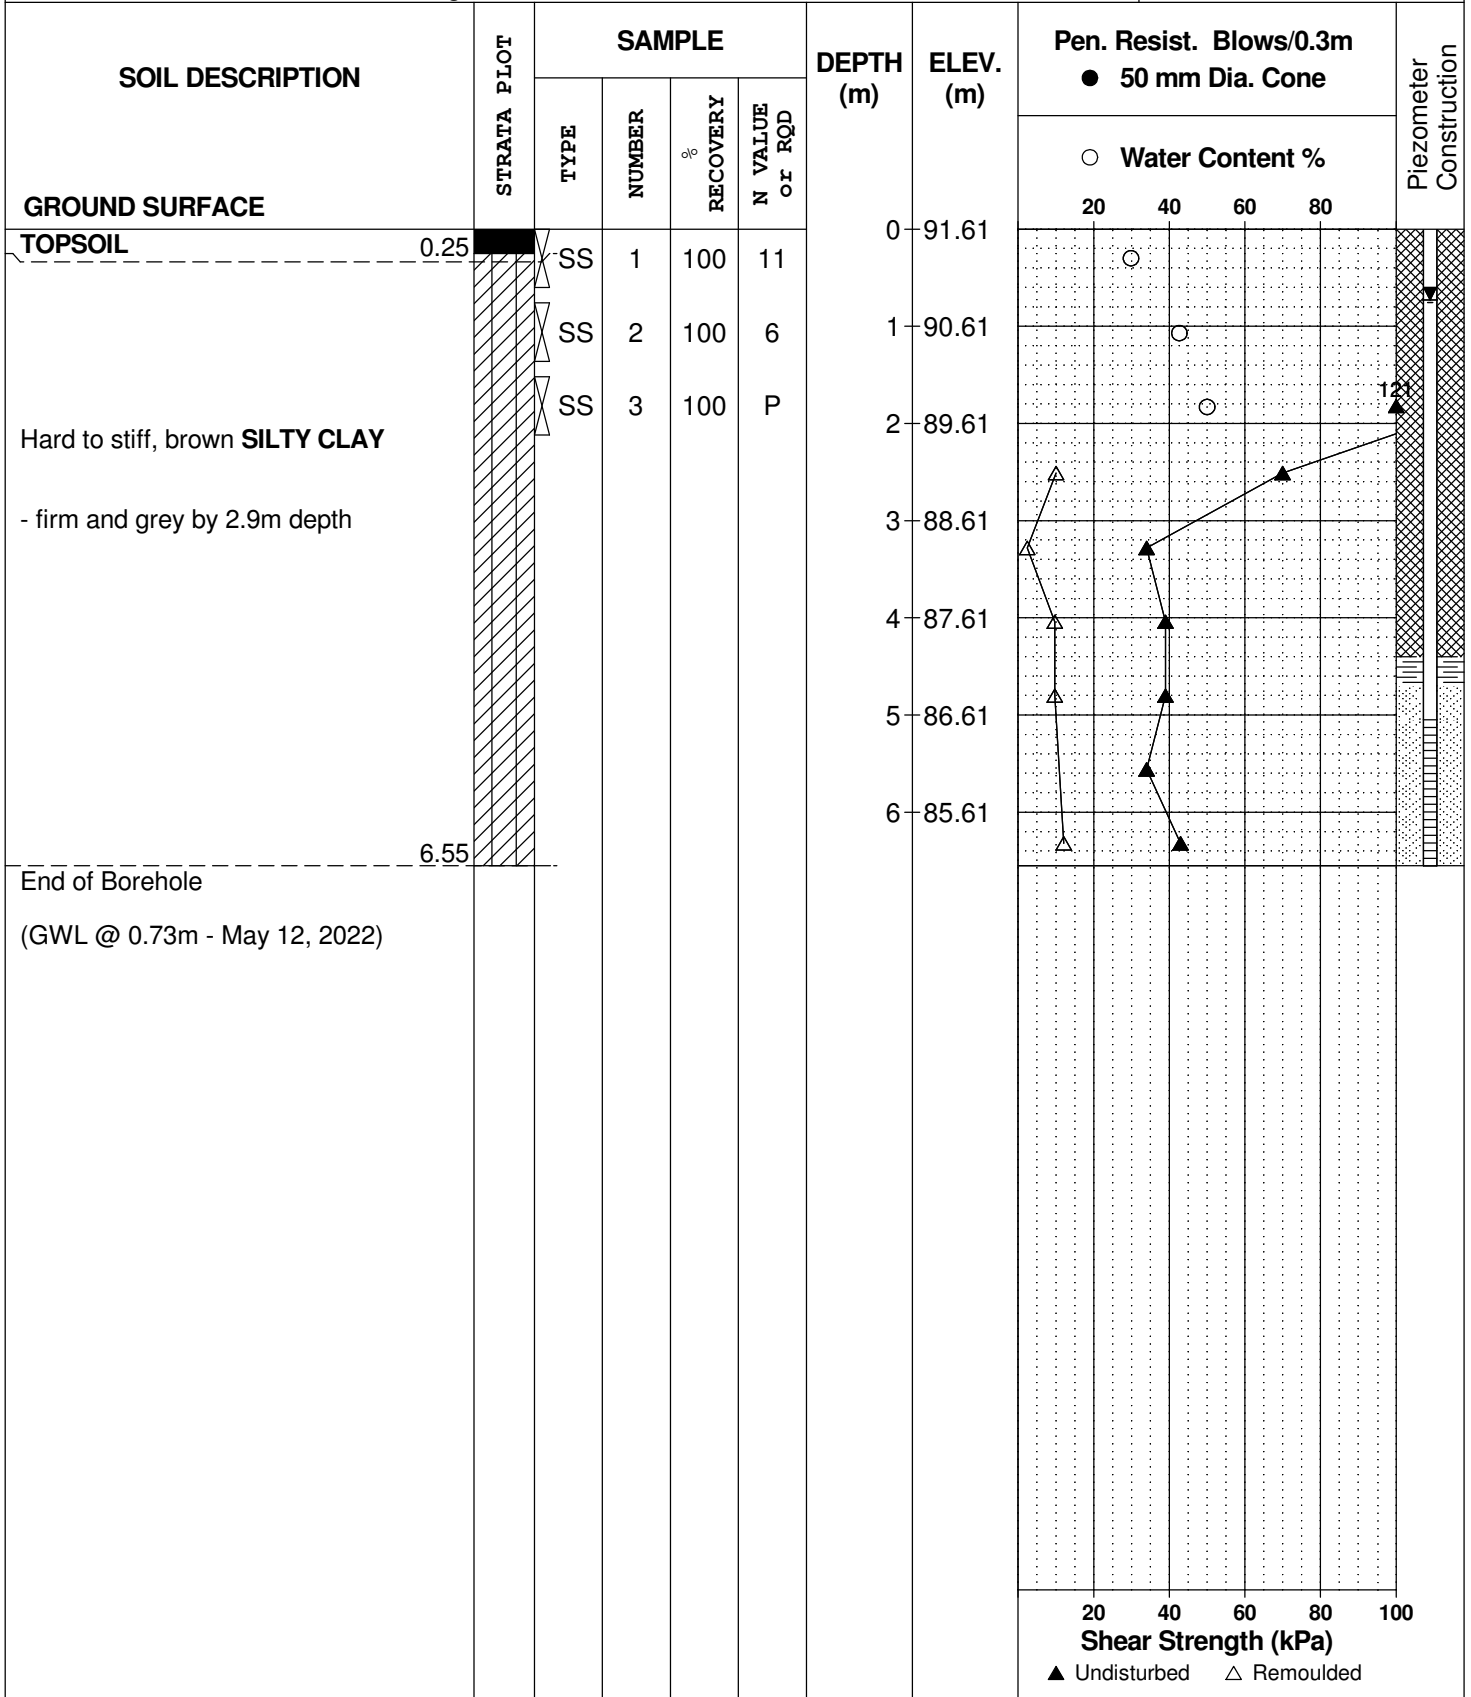 SOIL DESCRIPTION
GROUND SURFACE
STRATA PLOT
SAMPLE
TYPE
NUMBER
%
RECOVERY
N VALUE
or RQD
DEPTH
(m)
ELEV.
(m)
Pen. Resist. Blows/0.3m
● 50 mm Dia. Cone
○ Water Content %
20 40 60 80
Piezometer
Construction
TOPSOIL 0.25
SS 1 100 11
SS 2 100 6
SS 3 100 P
0 91.61
1 90.61
121
2 89.61
Hard to stiff, brown SILTY CLAY
- firm and grey by 2.9m depth
3 88.61
4 87.61
5 86.61
6 85.61
6.55
End of Borehole
(GWL @ 0.73m - May 12, 2022)
20 40 60 80 100
Shear Strength (kPa)
▲ Undisturbed △ Remoulded